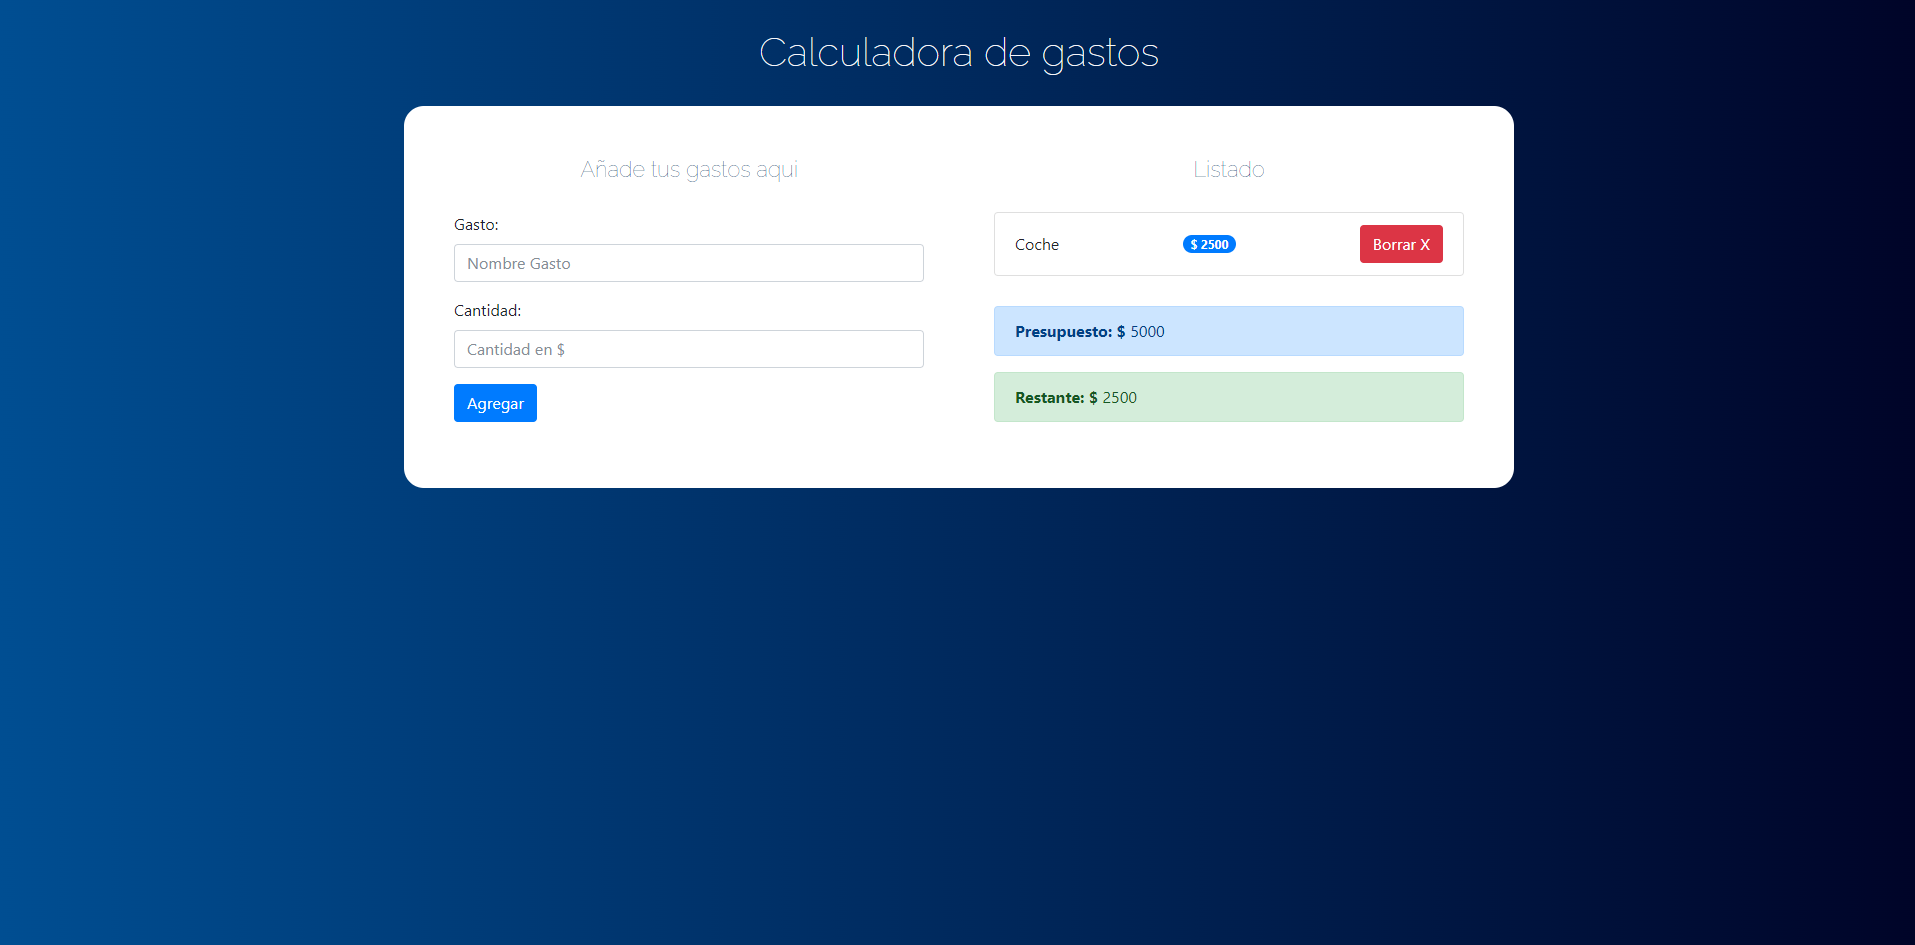 Calculadora de gastos
Añade tus gastos aqui
Gasto:
Nombre Gasto
Cantidad:
Cantidad en $
Agregar
Listado
Coche $ 2500 Borrar X
Presupuesto: $ 5000
Restante: $ 2500